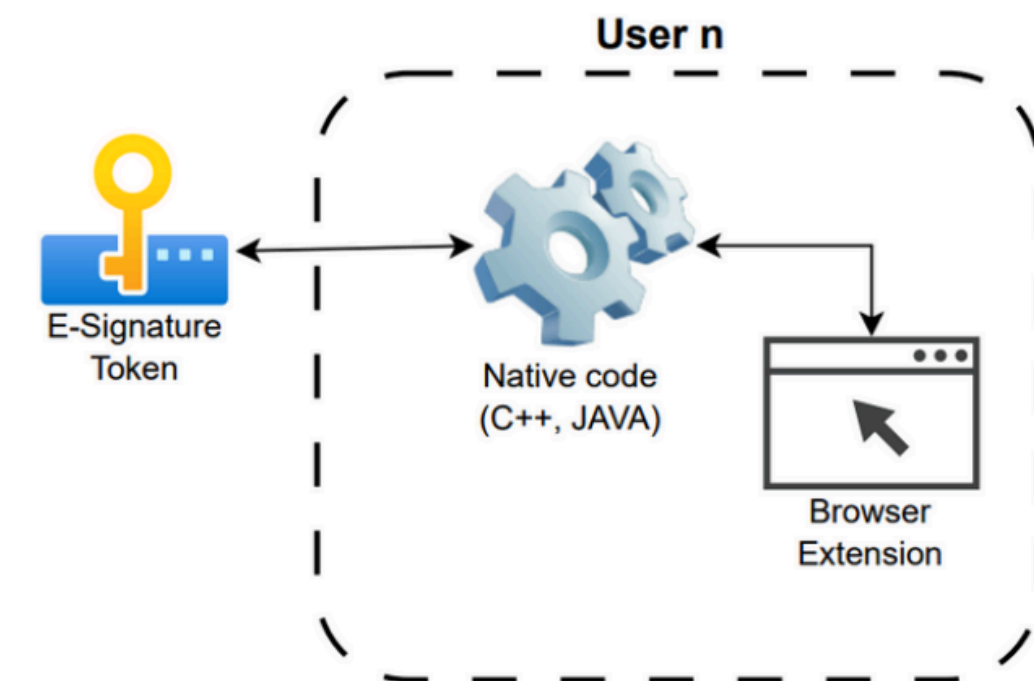 User n
E-Signature
Token
Native code
(C++, JAVA)
Browser
Extension